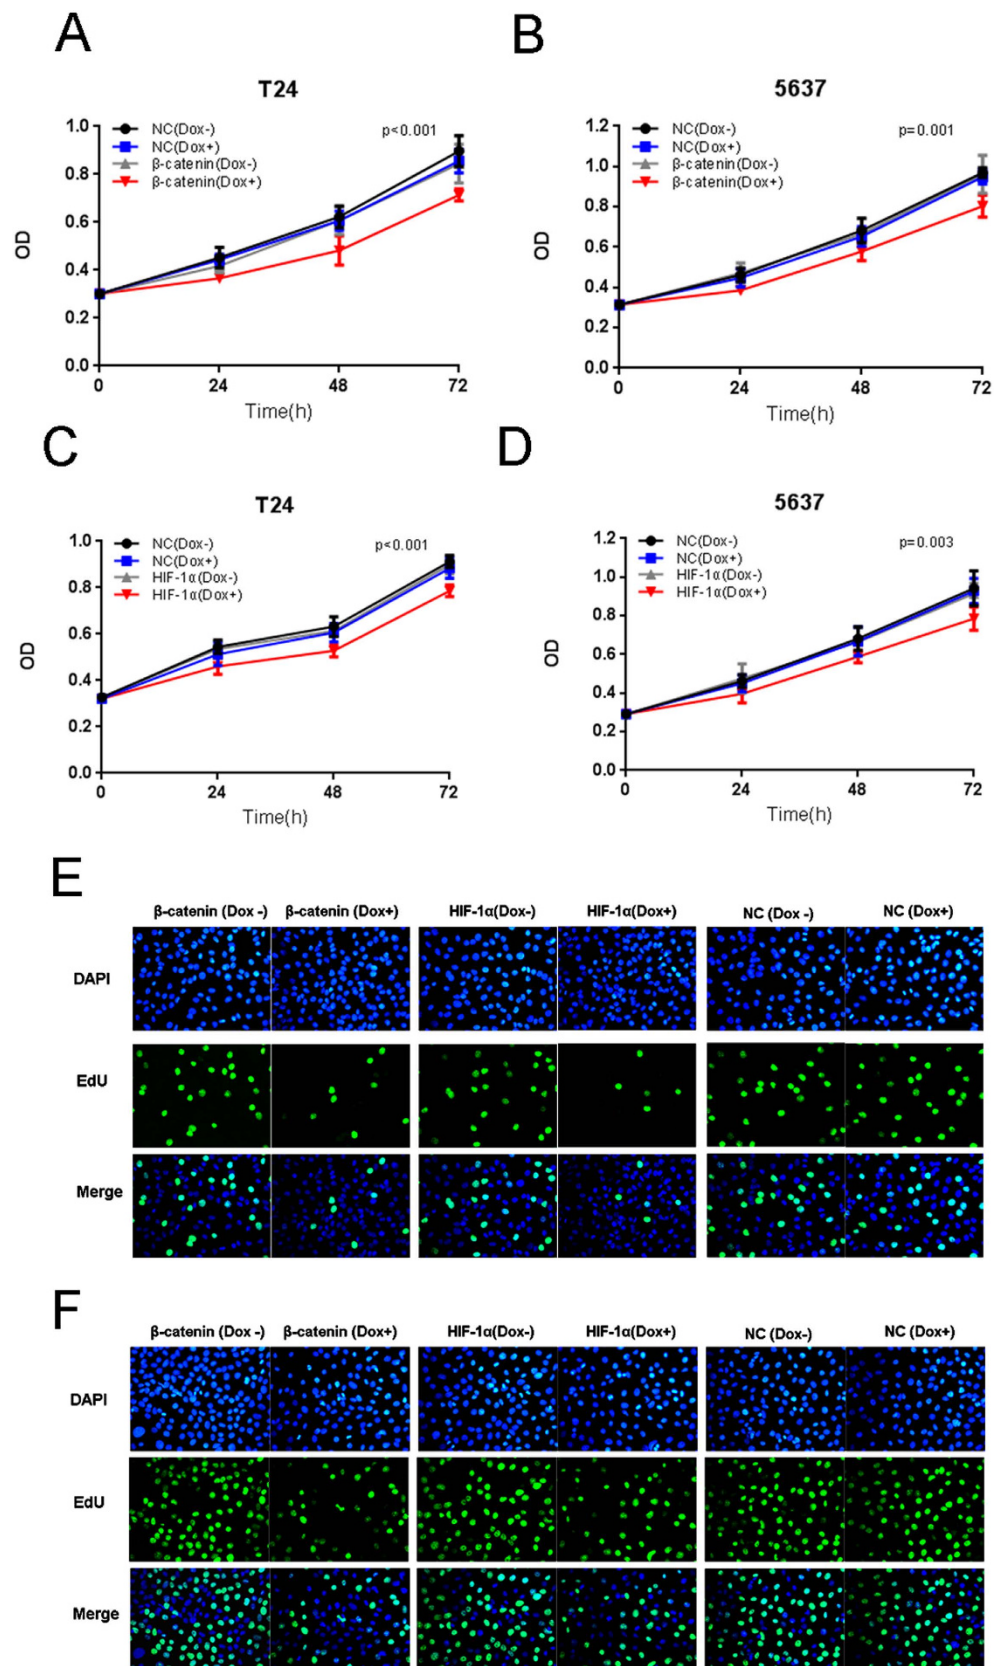 A
B
T24
5637
NC(Dox-)
NC(Dox+)
β-catenin(Dox-)
β-catenin(Dox+)
p<0.001
1.0
0.8
0.6
0.4
0.2
0.0
OD
0 24 48 72
Time(h)
NC(Dox-)
NC(Dox+)
β-catenin(Dox-)
β-catenin(Dox+)
p=0.001
1.2
1.0
0.8
0.6
0.4
0.2
0.0
OD
0 24 48 72
Time(h)
C
D
T24
5637
NC(Dox-)
NC(Dox+)
HIF-1α(Dox-)
HIF-1α(Dox+)
p<0.001
1.0
0.8
0.6
0.4
0.2
0.0
OD
0 24 48 72
Time(h)
NC(Dox-)
NC(Dox+)
HIF-1α(Dox-)
HIF-1α(Dox+)
p=0.003
1.2
1.0
0.8
0.6
0.4
0.2
0.0
OD
0 24 48 72
Time(h)
E
β-catenin (Dox -) β-catenin (Dox+) HIF-1α(Dox-) HIF-1α(Dox+) NC (Dox -) NC (Dox+)
DAPI
EdU
Merge
F
β-catenin (Dox -) β-catenin (Dox+) HIF-1α(Dox-) HIF-1α(Dox+) NC (Dox-) NC (Dox+)
DAPI
EdU
Merge